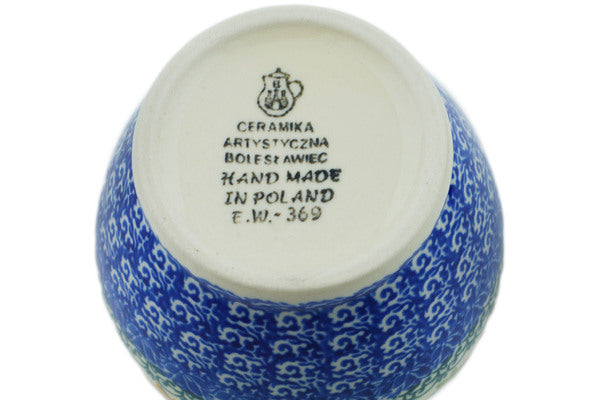 B
CERAMIKA
ARTYSTYCZNA
BOLESŁAWIEC
HAND MADE
IN POLAND
E.W.-369